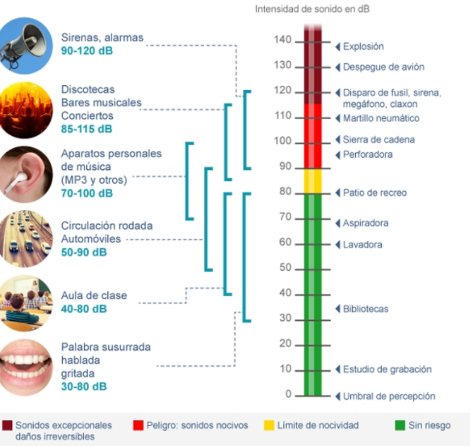 Intensidad de sonido en dB
Sirenas, alarmas
90-120 dB
Discotecas
Bares musicales
Conciertos
85-115 dB
Aparatos personales
de música
(MP3 y otros)
70-100 dB
Circulación rodada
Automóviles
50-90 dB
Aula de clase
40-80 dB
Palabra susurrada
hablada
gritada
30-80 dB
140
130
120
110
100
90
80
70
60
50
40
30
20
10
0
Explosión
Despegue de avión
Disparo de fusil, sirena,
megáfono, claxon
Martillo neumático
Sierra de cadena
Perforadora
Patio de recreo
Aspiradora
Lavadora
Bibliotecas
Estudio de grabación
Umbral de percepción
Sonidos excepcionales
daños irreversibles
Peligro: sonidos nocivos
Límite de nocividad
Sin riesgo